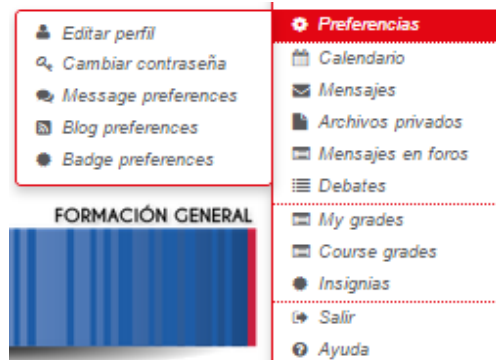 Editar perfil
Cambiar contraseña
Message preferences
Blog preferences
Badge preferences
FORMACIÓN GENERAL
Preferencias
Calendario
Mensajes
Archivos privados
Mensajes en foros
Debates
My grades
Course grades
Insignias
Salir
Ayuda